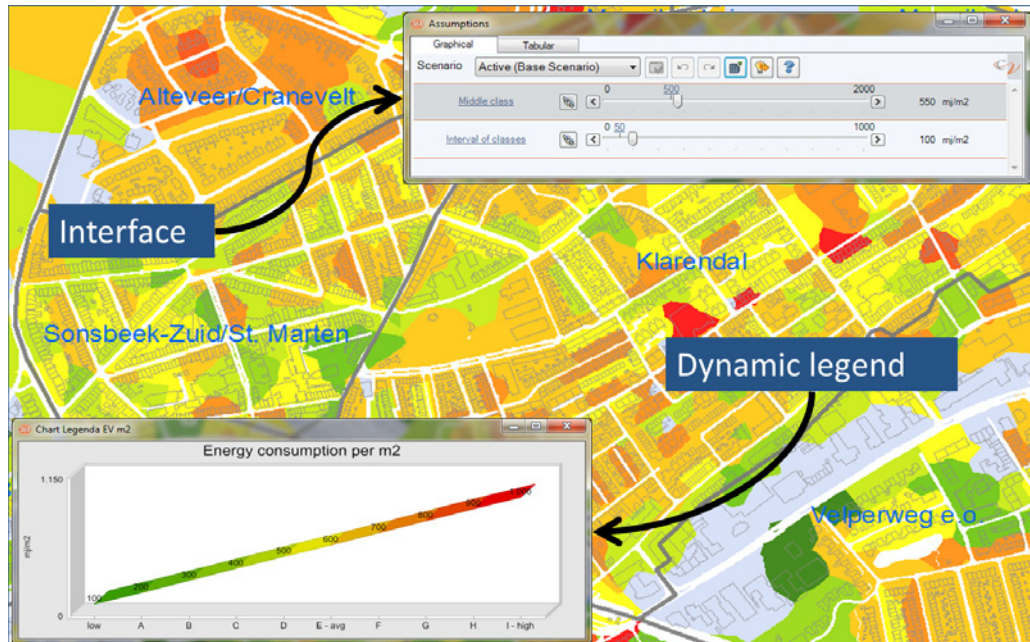 Assumptions
Graphical Tabular
Scenario Active (Base Scenario)
0 500 2000
Middle class 550 mj/m2
0 50 1000
Interval of classes 100 mj/m2
Alteveer/Cranevelt
Interface
Klarendal
Sonsbeek-Zuid/St. Marten
Dynamic legend
Velperweg e.o.
Chart Legenda EV m2
Energy consumption per m2
1.150
mj/m2
0
100 200 300 400 500 600 700 800 900 1.000
low A B C D E - avg F G H I - high